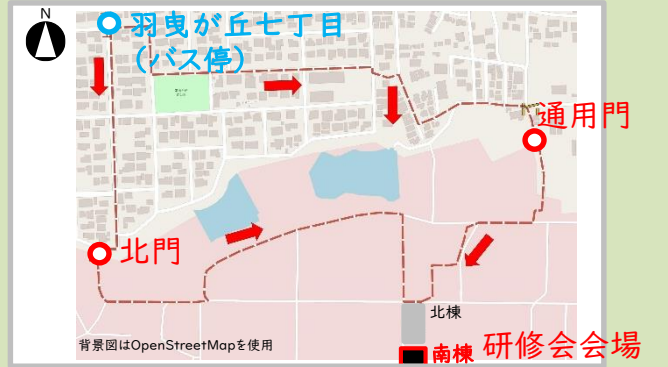 N
羽曳が丘七丁目
(バス停)
通用門
北門
北棟
南棟 研修会会場
背景図はOpenStreetMapを使用